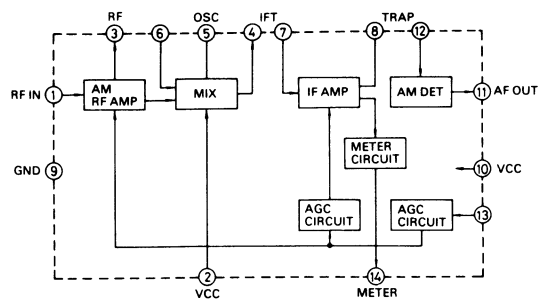 RF OSC IFT TRAP
3 6 5 4 7 8 12
RF IN 1 AM RF AMP MIX IF AMP AM DET 11 AF OUT
METER CIRCUIT
GND 9 10 VCC
AGC CIRCUIT AGC CIRCUIT 13
2 14
VCC METER